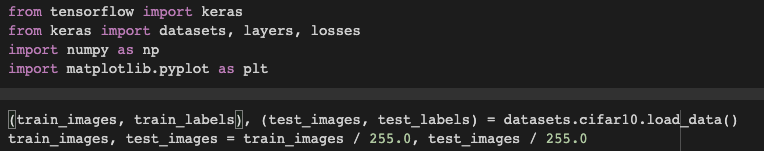 from tensorflow import keras
from keras import datasets, layers, losses
import numpy as np
import matplotlib.pyplot as plt
(train_images, train_labels), (test_images, test_labels) = datasets.cifar10.load_data()
train_images, test_images = train_images / 255.0, test_images / 255.0